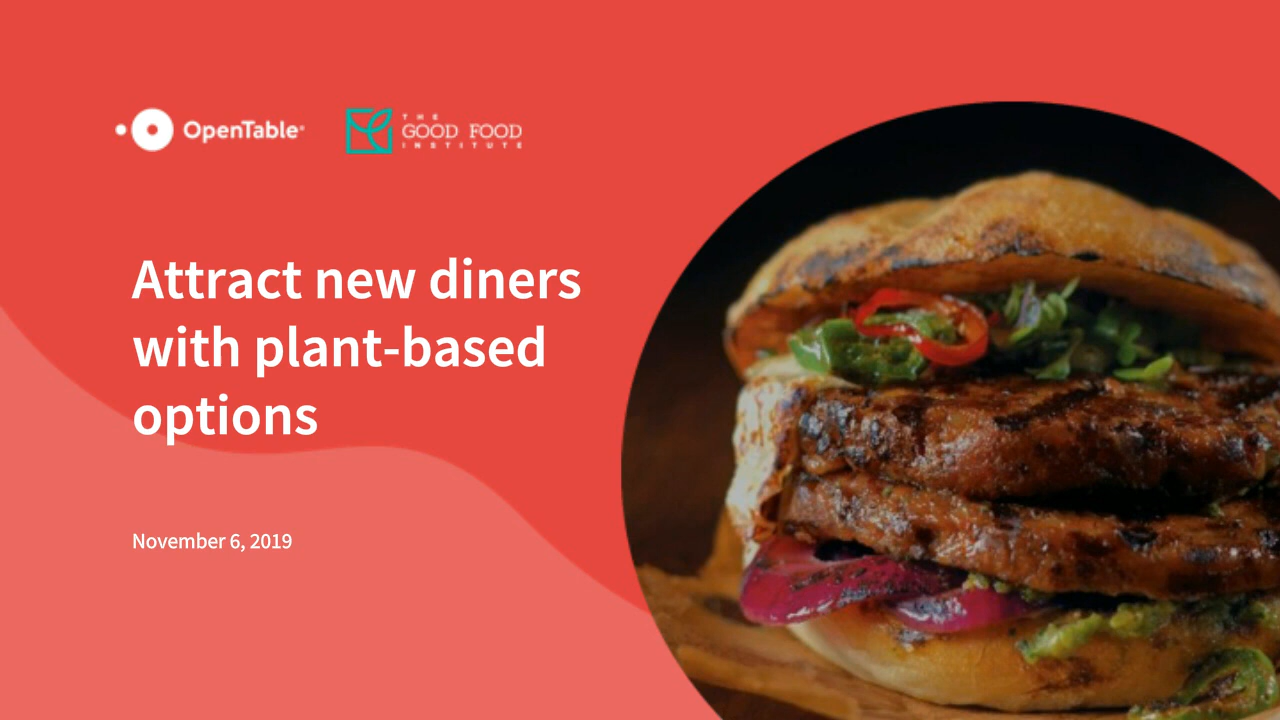 OpenTable
THE
GOOD FOOD
INSTITUTE
Attract new diners
with plant-based
options
November 6, 2019